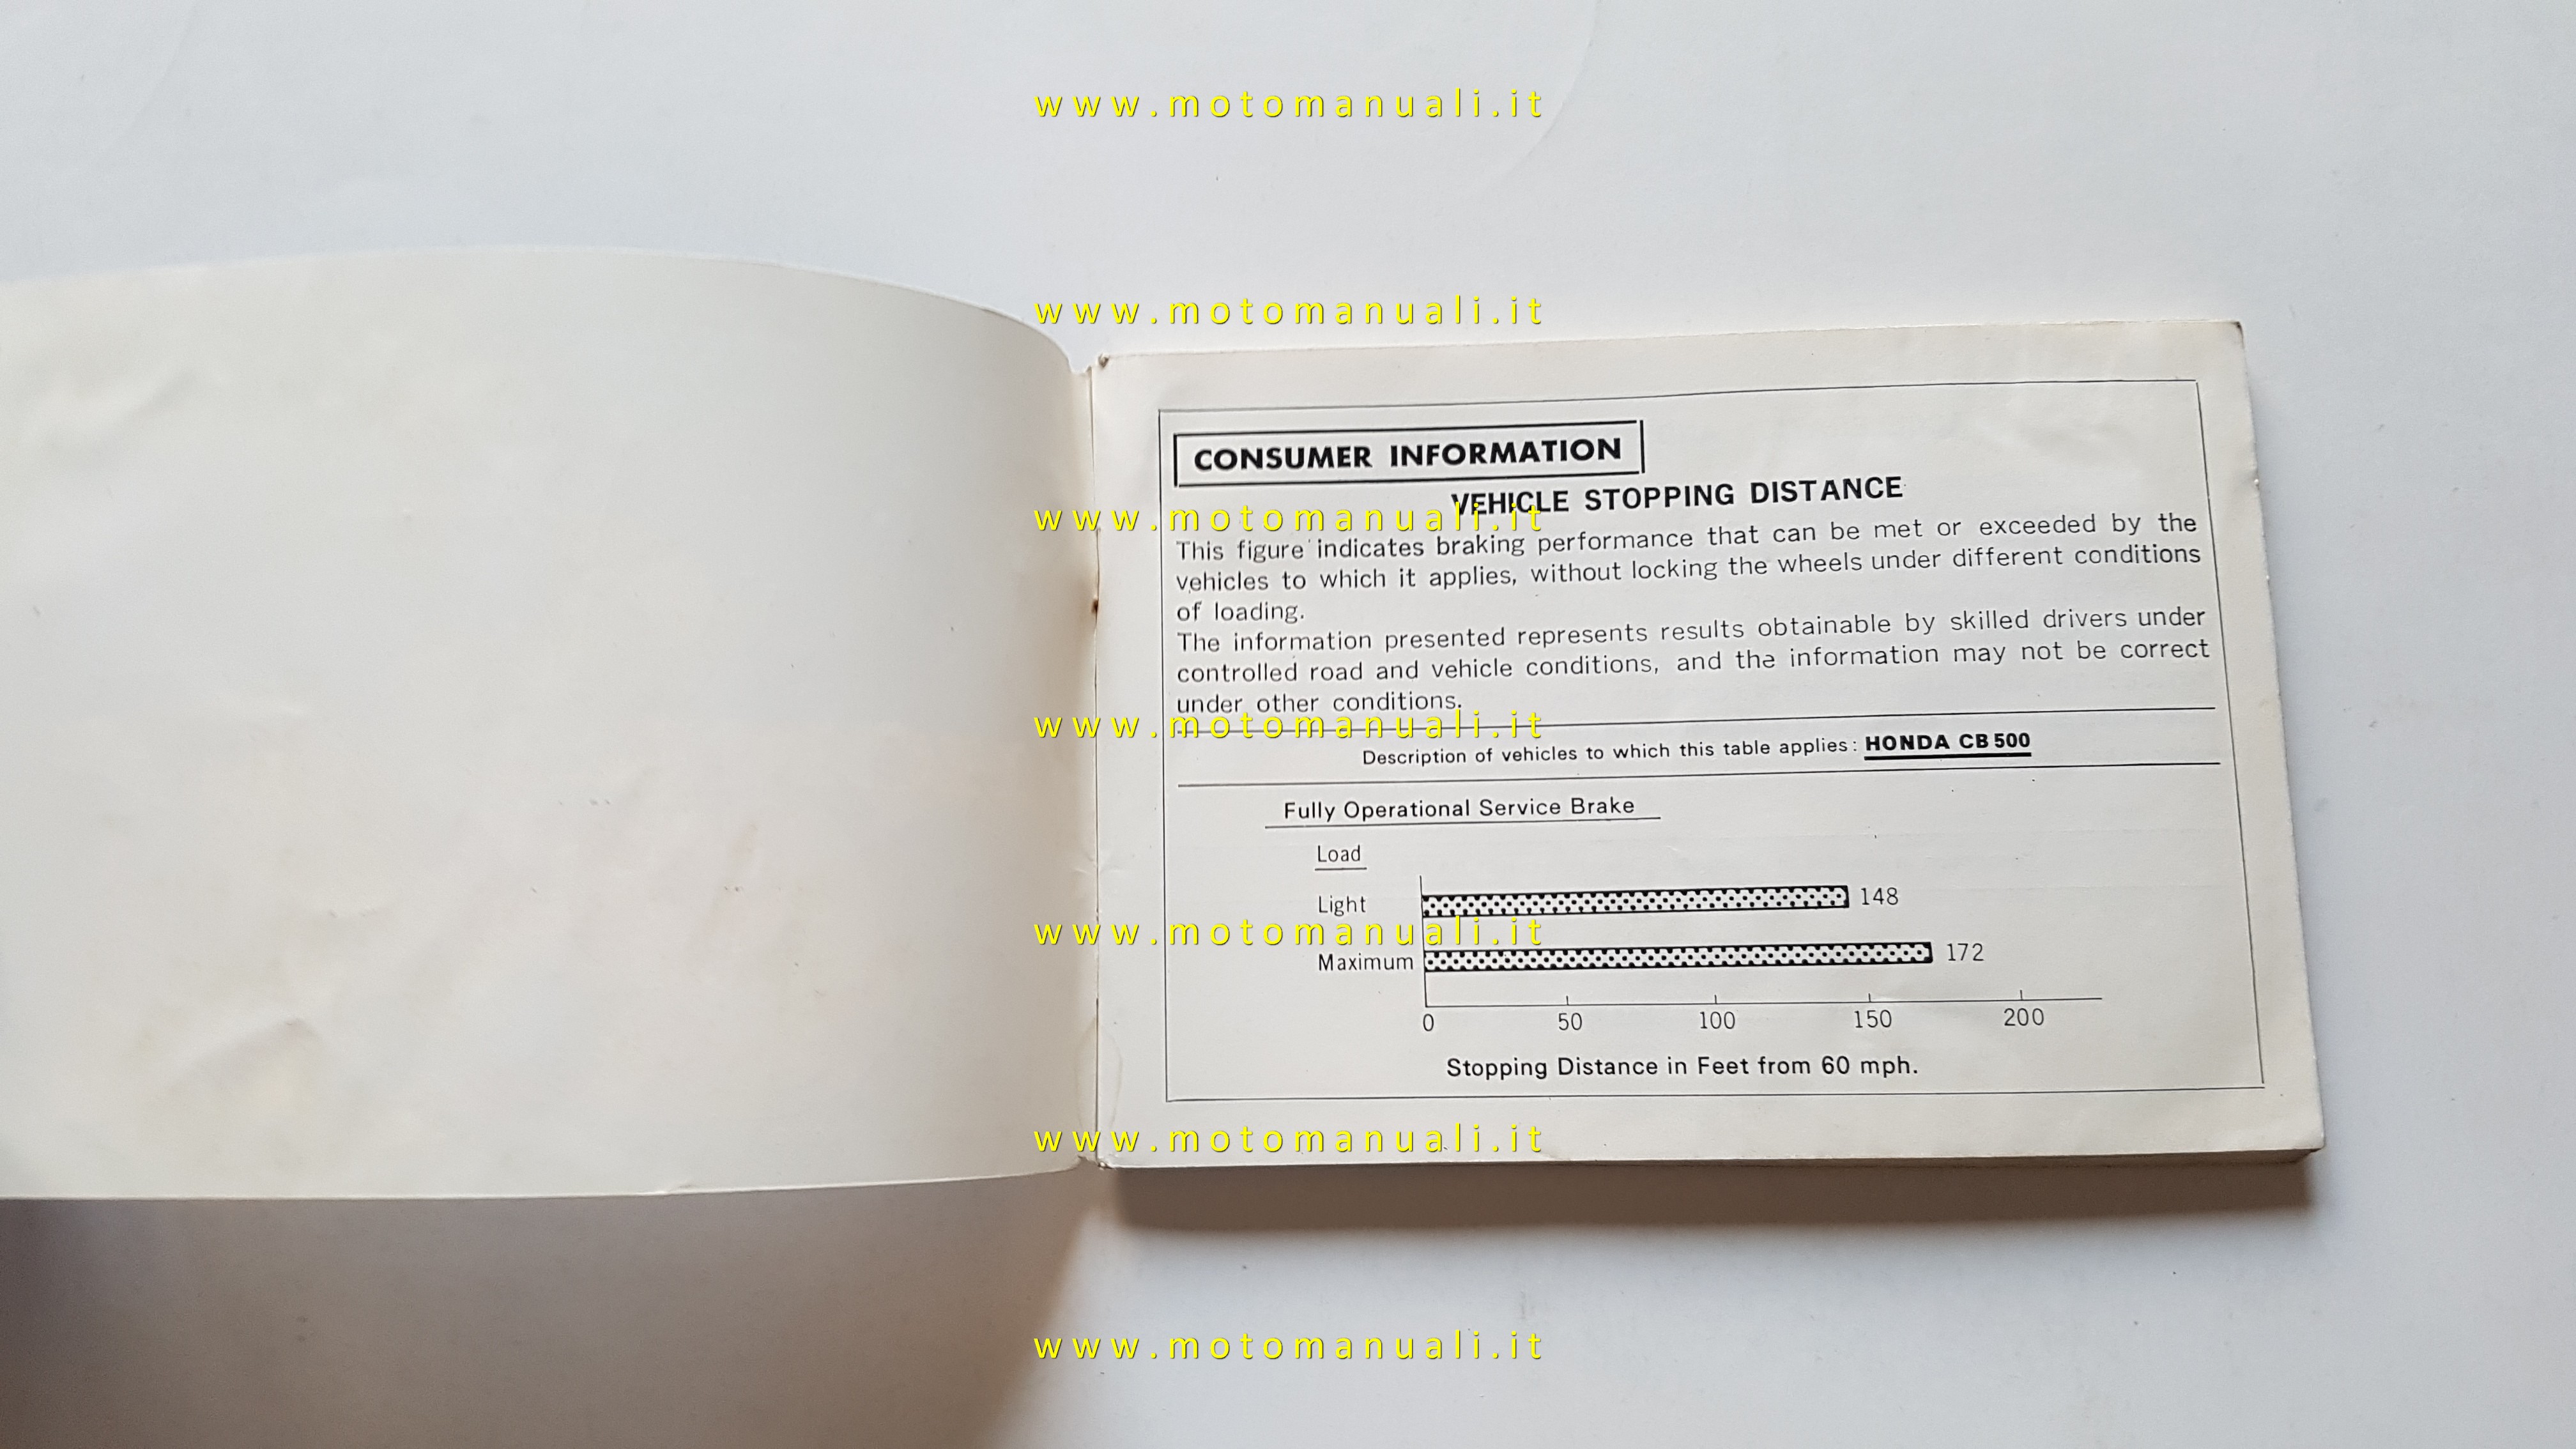 www.motomanuali.it
www.motomanuali.it
CONSUMER INFORMATION
VEHICLE STOPPING DISTANCE
www.motomanuali.it
This figure indicates braking performance that can be met or exceeded by the
vehicles to which it applies, without locking the wheels under different conditions
of loading.
The information presented represents results obtainable by skilled drivers under
controlled road and vehicle conditions, and the information may not be correct
under other conditions.
www.motomanuali.it
Description of vehicles to which this table applies: HONDA CB 500
Fully Operational Service Brake
Load
Light 148
www.motomanuali.it
Maximum 172
0 50 100 150 200
Stopping Distance in Feet from 60 mph.
www.motomanuali.it
www.motomanuali.it